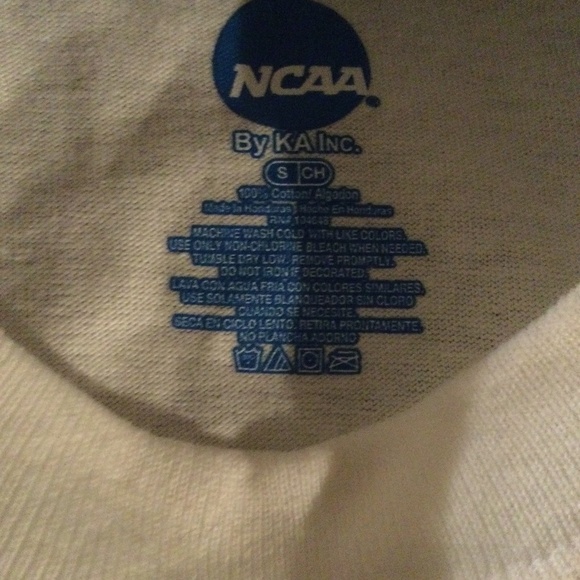 NCAA
By KA INC.
S CH
100% Cotton/ Algodon
Made In Honduras Hecho En Honduras
MACHINE WASH COLD WITH LIKE COLORS.
USE ONLY NON-CHLORINE BLEACH WHEN NEEDED.
TUMBLE DRY LOW. REMOVE PROMPTLY.
DO NOT IRON IF DECORATED.
LAVA CON AGUA FRIA CON COLORES SIMILARES
USE SOLAMENTE BLANQUEADOR SIN CLORO
CUANDO SE NECESITE.
SECA EN CICLO LENTO. RETIRA PRONTAMENTE.
NO PLANCHA ADORNO